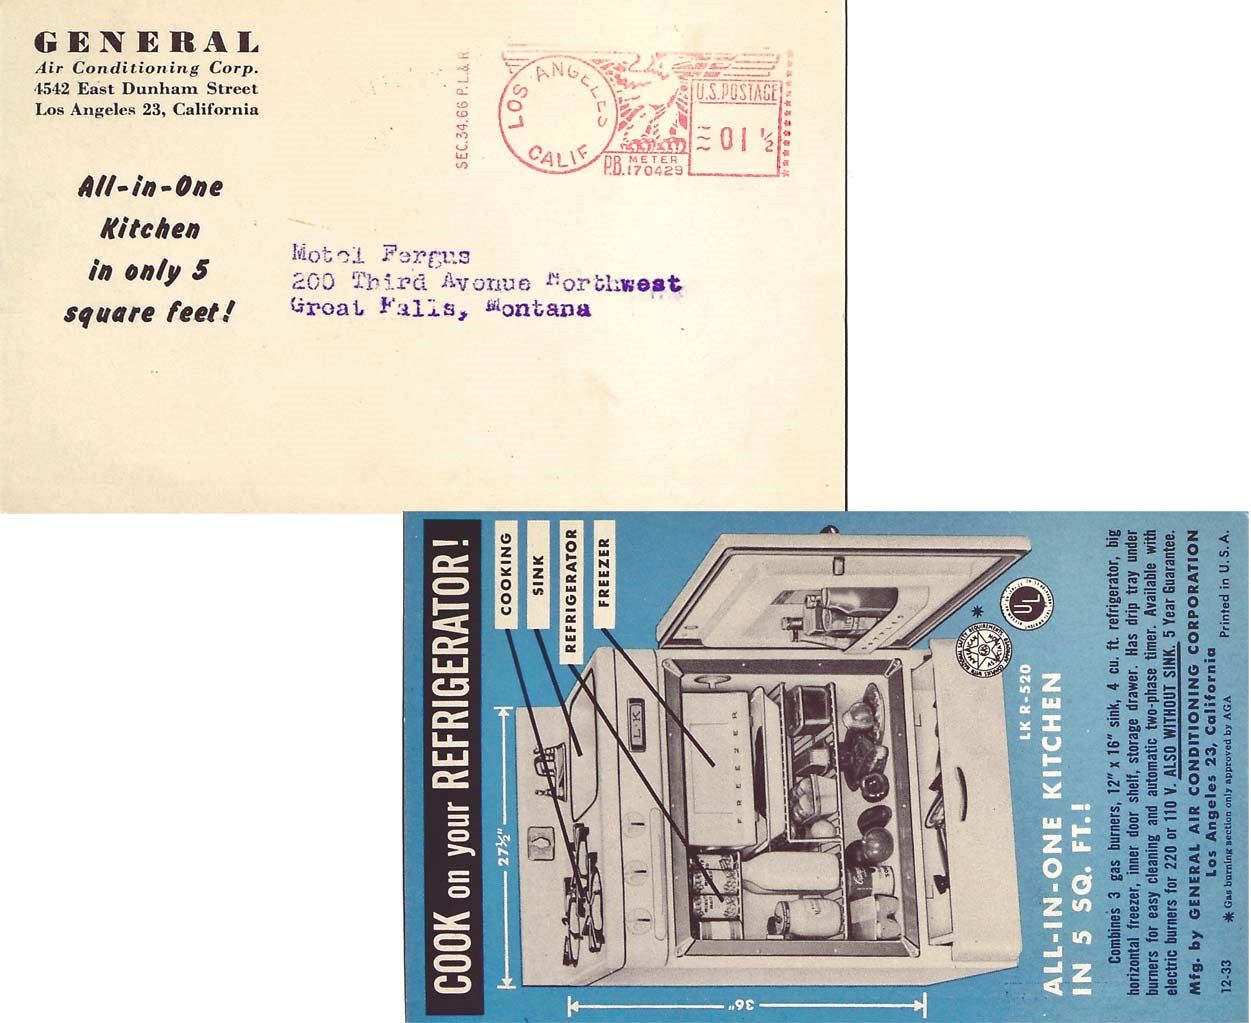 GENERAL
Air Conditioning Corp.
4542 East Dunham Street
Los Angeles 23, California
All-in-One
Kitchen
in only 5
square feet!
SEC.34.66 P.L.& R
LOS ANGELES
CALIF
U.S.POSTAGE
01 ½
P.B. METER
170429
Motel Fergus
200 Third Avenue Northwest
Great Falls, Montana
COOK on your REFRIGERATOR!
COOKING
SINK
REFRIGERATOR
FREEZER
27½"
36"
L·K
FREEZER
UL
LK R-520
ALL-IN-ONE KITCHEN
IN 5 SQ. FT.!
Combines 3 gas burners, 12" x 16" sink, 4 cu. ft. refrigerator, big
horizontal freezer, inner door shelf, storage drawer. Has drip tray under
burners for easy cleaning and automatic two-phase timer. Available with
electric burners for 220 or 110 V. ALSO WITHOUT SINK. 5 Year Guarantee.
Mfg. by GENERAL AIR CONDITIONING CORPORATION
Los Angeles 23, California
12-33 * Gas burning section only approved by AGA Printed in U.S.A.